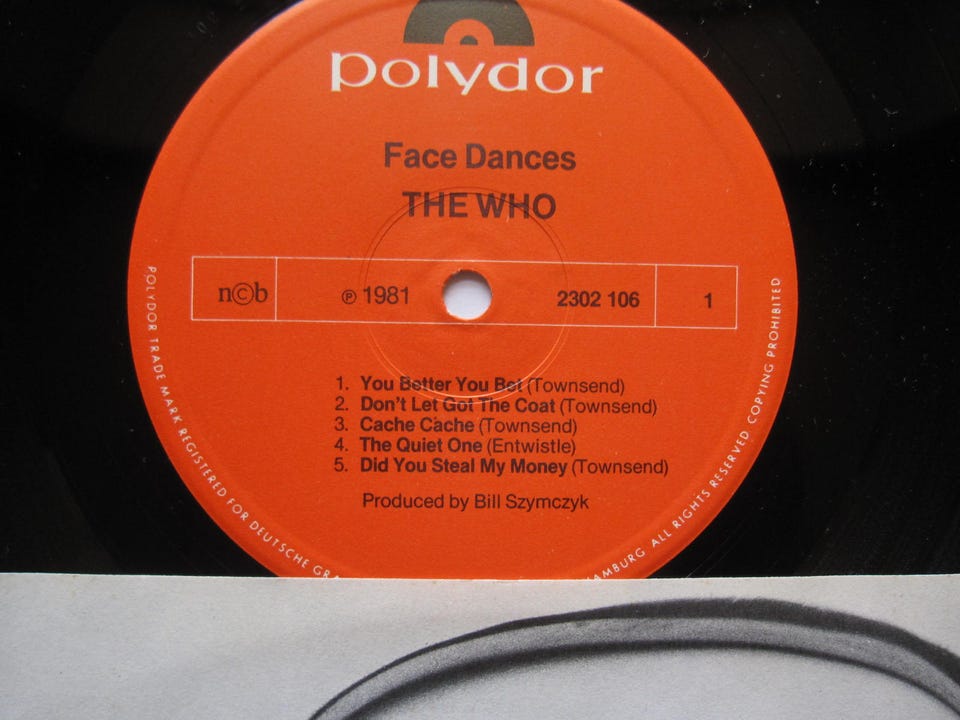 polydor
Face Dances
THE WHO
n©b ℗ 1981 2302 106 1
1. You Better You Bet (Townsend)
2. Don't Let Got The Coat (Townsend)
3. Cache Cache (Townsend)
4. The Quiet One (Entwistle)
5. Did You Steal My Money (Townsend)
Produced by Bill Szymczyk
POLYDOR TRADE MARK REGISTERED FOR DEUTSCHE
ALL RIGHTS RESERVED COPYING PROHIBITED